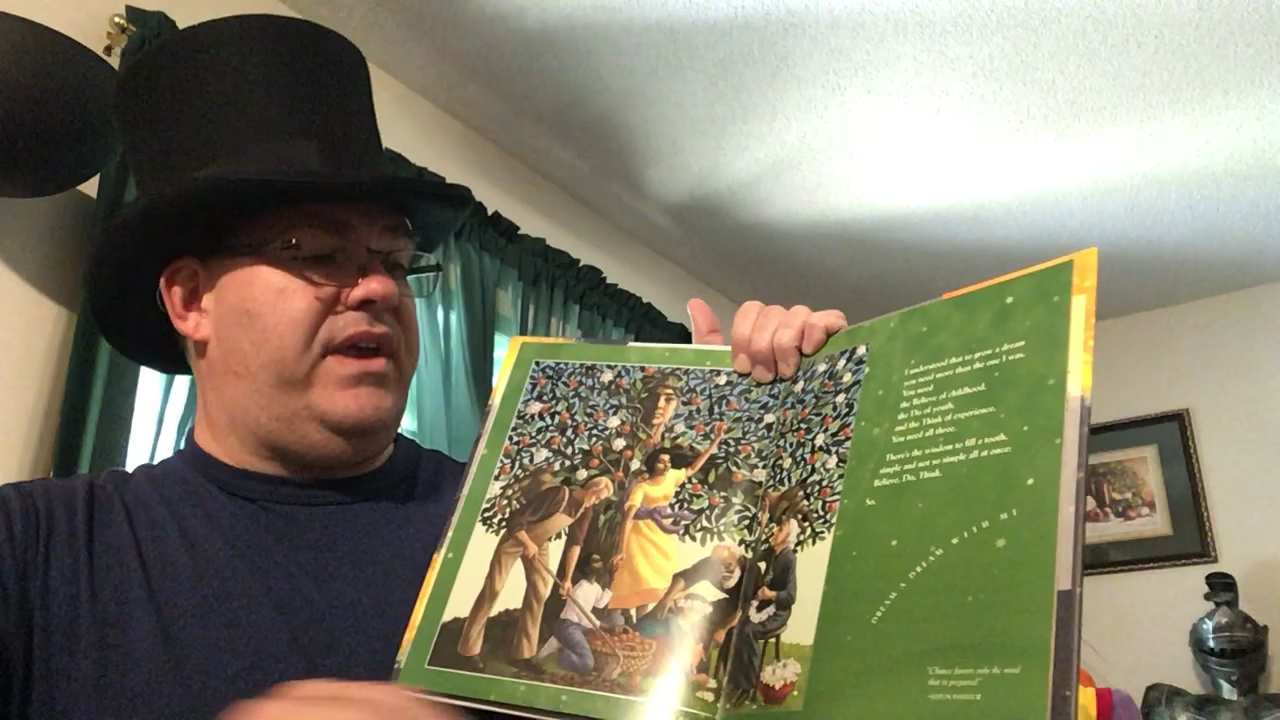 I understood that to grow a dream
you need more than the one I was.
You need
the Believe of childhood,
the Do of youth,
and the Think of experience.
You need all three.
There's the wisdom to fill a tooth,
simple and not so simple all at once:
Believe, Do, Think.
So,
DREAM A DREAM WITH ME
"Chance favors only the mind
that is prepared"